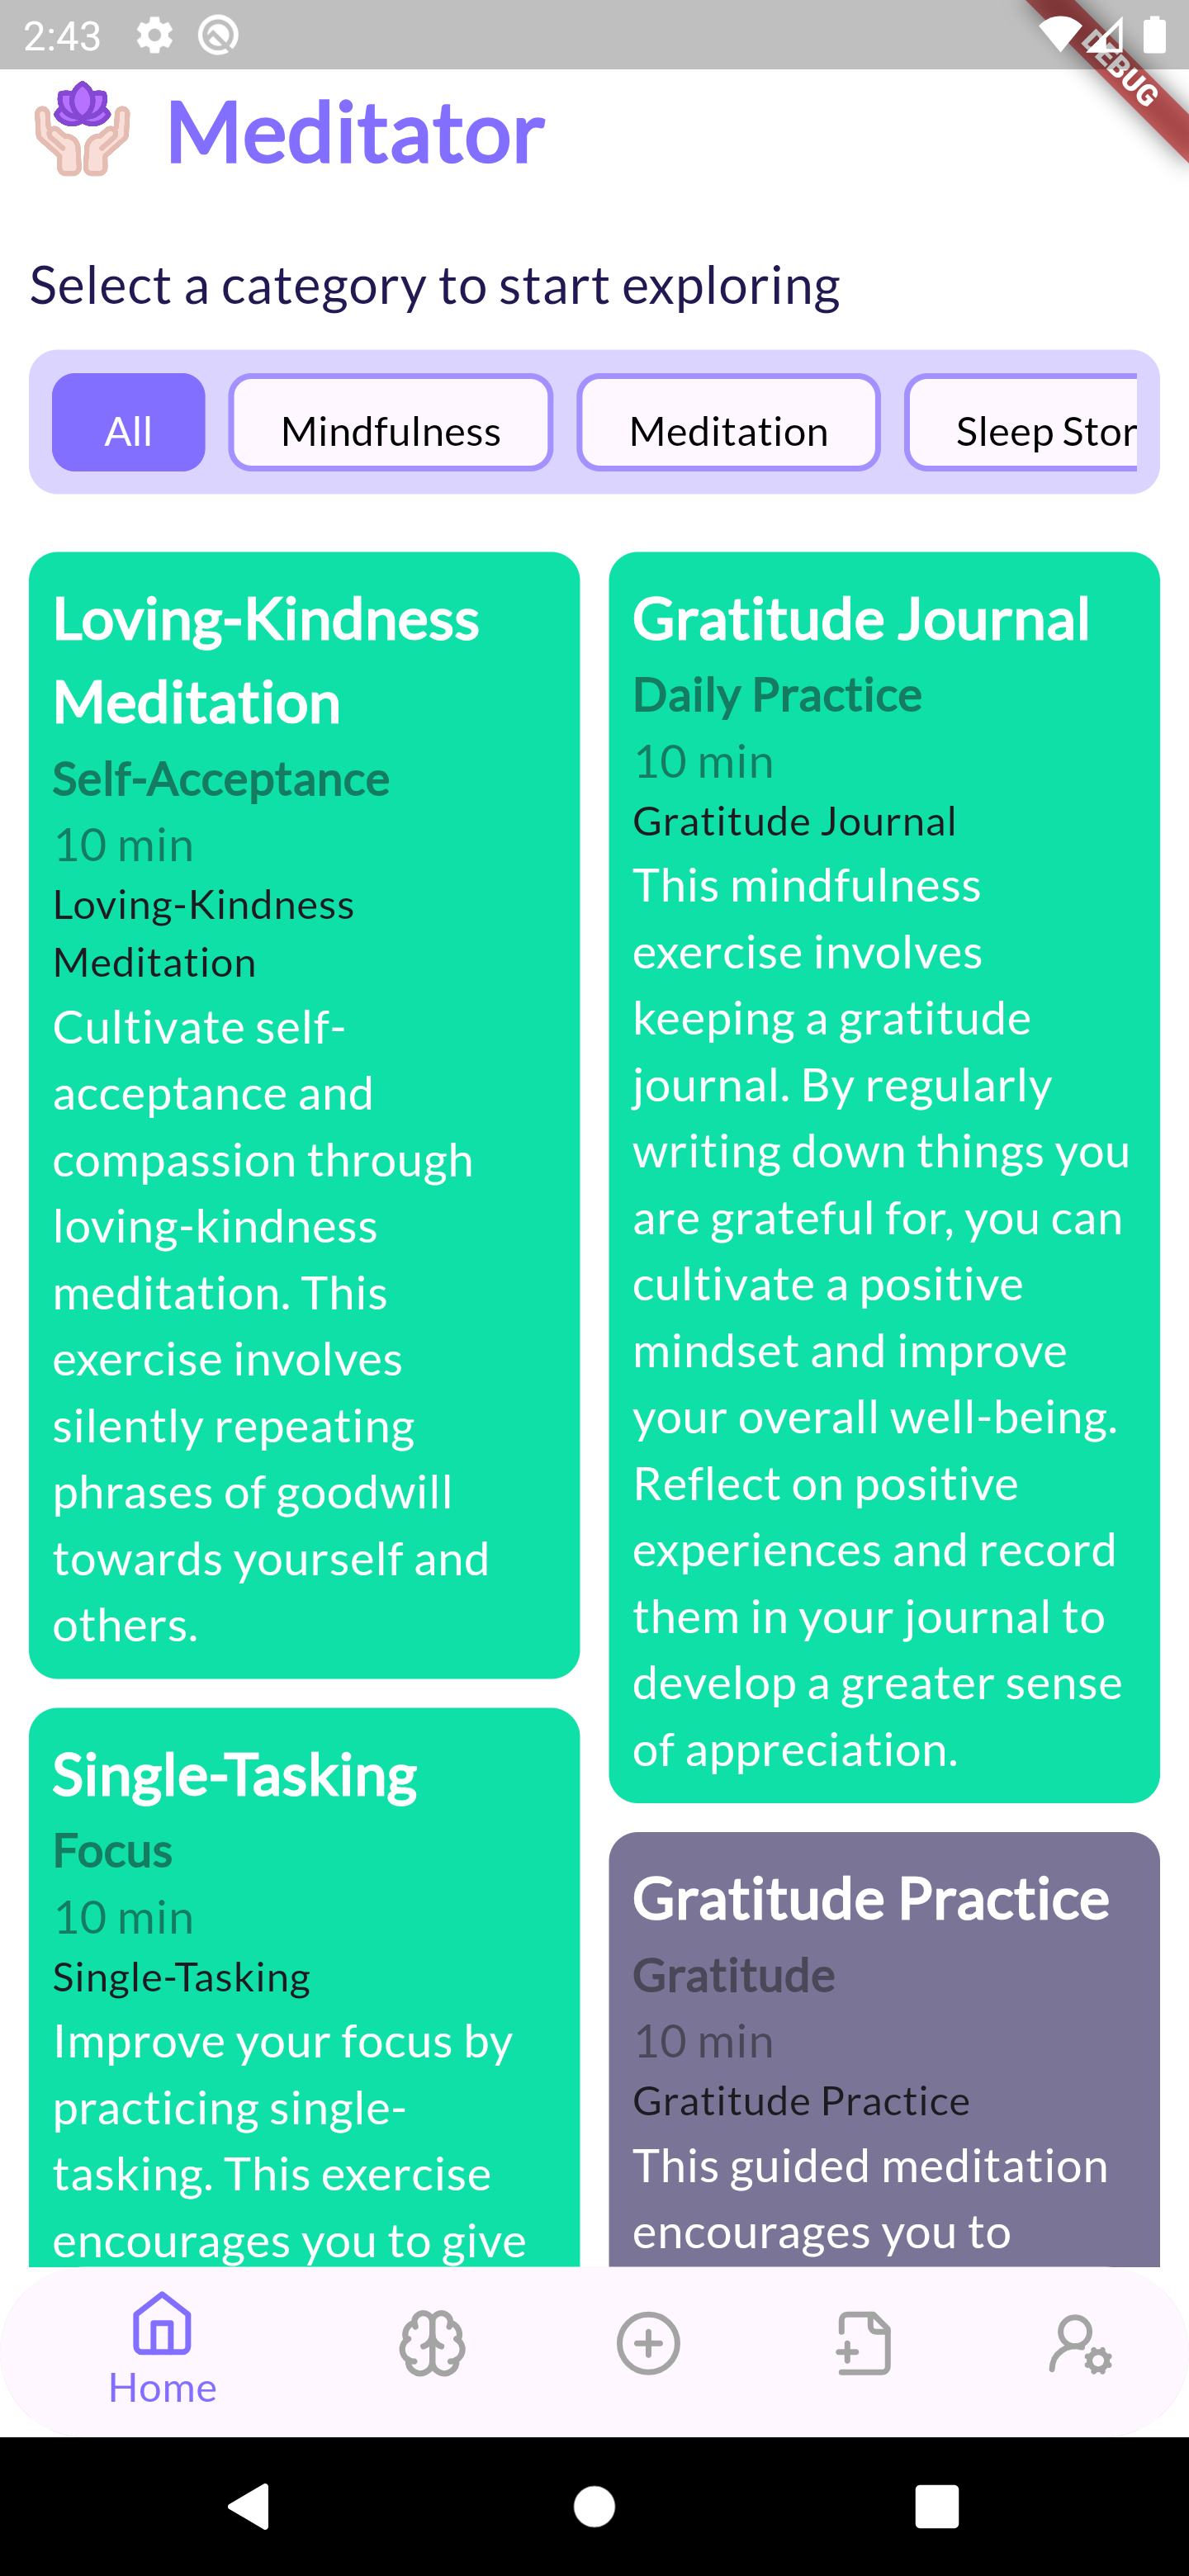 2:43
DEBUG
Meditator
Select a category to start exploring
All
Mindfulness
Meditation
Sleep Stor
Loving-Kindness
Meditation
Self-Acceptance
10 min
Loving-Kindness
Meditation
Cultivate self-
acceptance and
compassion through
loving-kindness
meditation. This
exercise involves
silently repeating
phrases of goodwill
towards yourself and
others.
Gratitude Journal
Daily Practice
10 min
Gratitude Journal
This mindfulness
exercise involves
keeping a gratitude
journal. By regularly
writing down things you
are grateful for, you can
cultivate a positive
mindset and improve
your overall well-being.
Reflect on positive
experiences and record
them in your journal to
develop a greater sense
of appreciation.
Single-Tasking
Focus
10 min
Single-Tasking
Improve your focus by
practicing single-
tasking. This exercise
encourages you to give
Gratitude Practice
Gratitude
10 min
Gratitude Practice
This guided meditation
encourages you to
Home